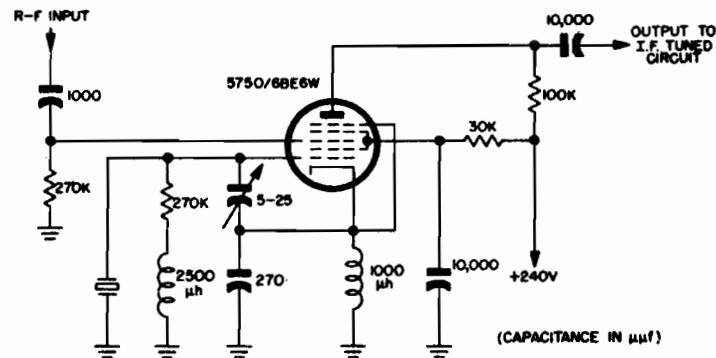 R-F INPUT
10,000
OUTPUT TO
I.F. TUNED
CIRCUIT
5750/6BE6W
1000
100K
30K
270K
270K
5-25
2500
μh
270
1000
μh
10,000
+240V
(CAPACITANCE IN μμf)